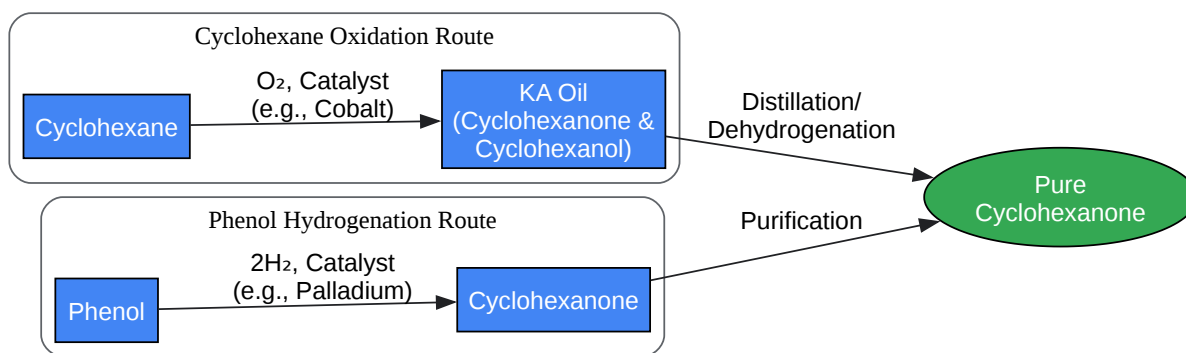 Cyclohexane Oxidation Route
Cyclohexane
O₂, Catalyst
(e.g., Cobalt)
KA Oil
(Cyclohexanone &
Cyclohexanol)
Distillation/
Dehydrogenation
Phenol Hydrogenation Route
Phenol
2H₂, Catalyst
(e.g., Palladium)
Cyclohexanone
Purification
Pure
Cyclohexanone